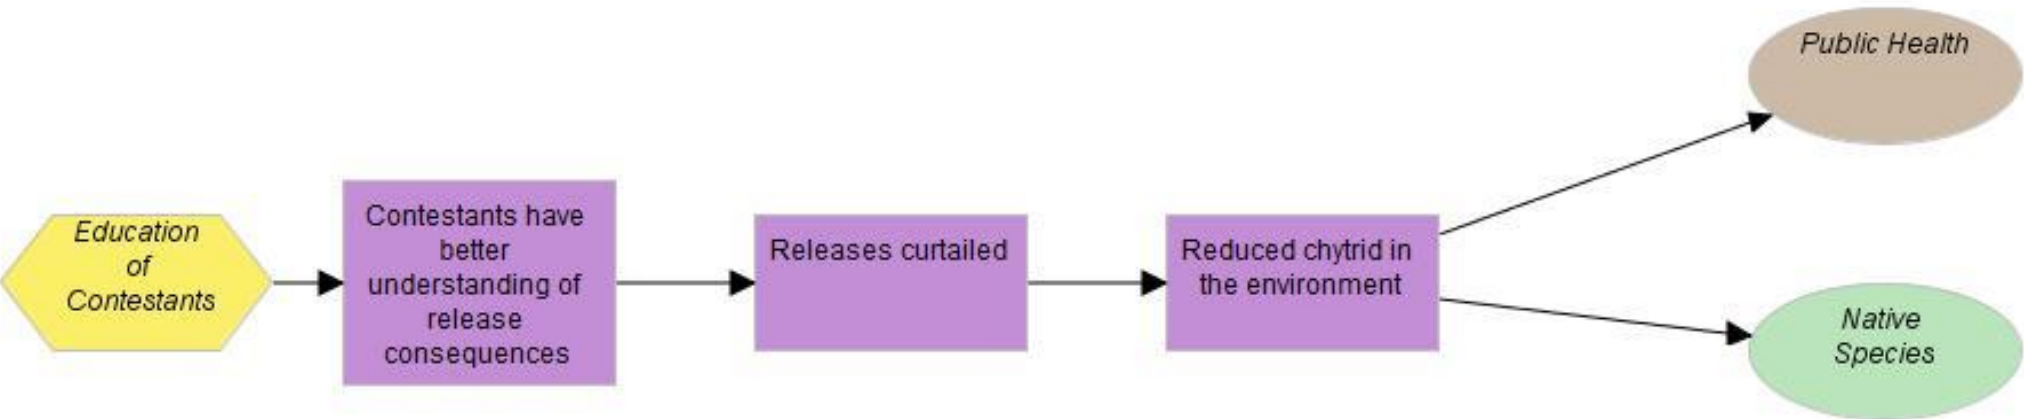 Education
of
Contestants
Contestants have
better
understanding of
release
consequences
Releases curtailed
Reduced chytrid in
the environment
Public Health
Native
Species